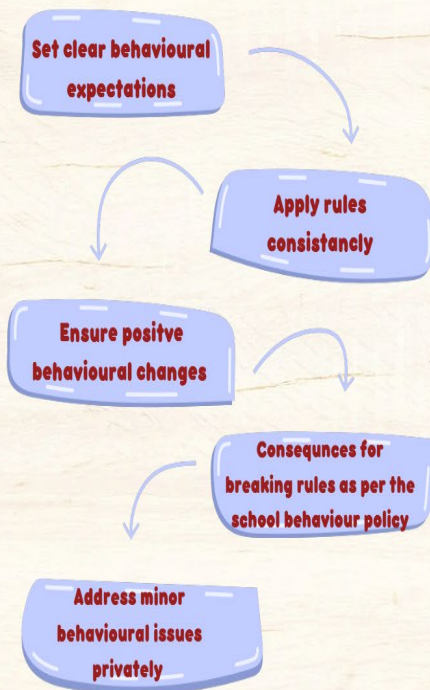 Set clear behavioural
expectations
Apply rules
consistancly
Ensure positve
behavioural changes
Consequnces for
breaking rules as per the
school behaviour policy
Address minor
behavioural issues
privately